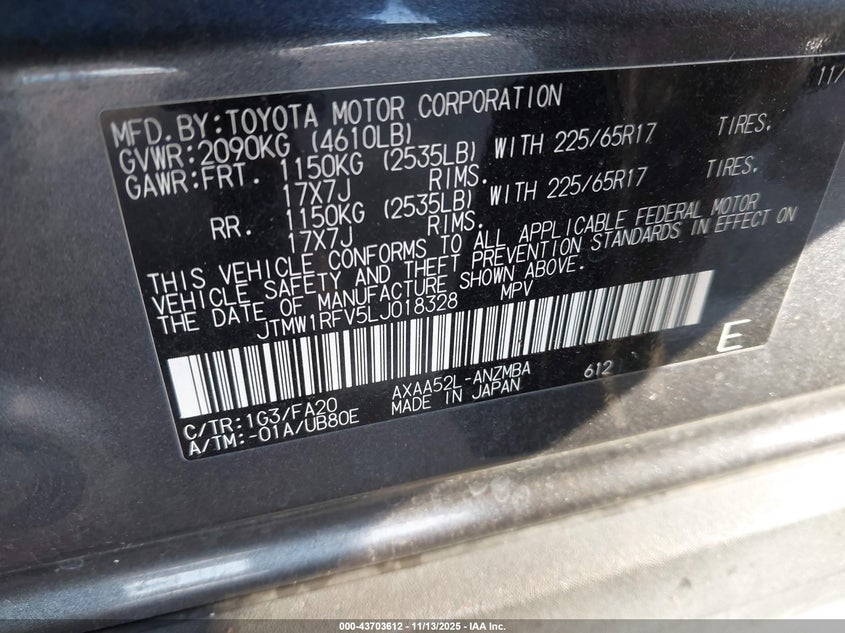 11/
MFD.BY:TOYOTA MOTOR CORPORATION
GVWR:2090KG (4610LB)
GAWR:FRT. 1150KG (2535LB) WITH 225/65R17 TIRES.
17X7J RIMS.
RR. 1150KG (2535LB) WITH 225/65R17 TIRES.
17X7J RIMS.
THIS VEHICLE CONFORMS TO ALL APPLICABLE FEDERAL MOTOR
VEHICLE SAFETY AND THEFT PREVENTION STANDARDS IN EFFECT ON
THE DATE OF MANUFACTURE SHOWN ABOVE.
JTMW1RFV5LJ018328 MPV
E
C/TR:1G3/FA20 AXAA52L-ANZMBA 612
A/TM:-01A/UB80E MADE IN JAPAN
000-43703612 - 11/13/2025 - IAA Inc.